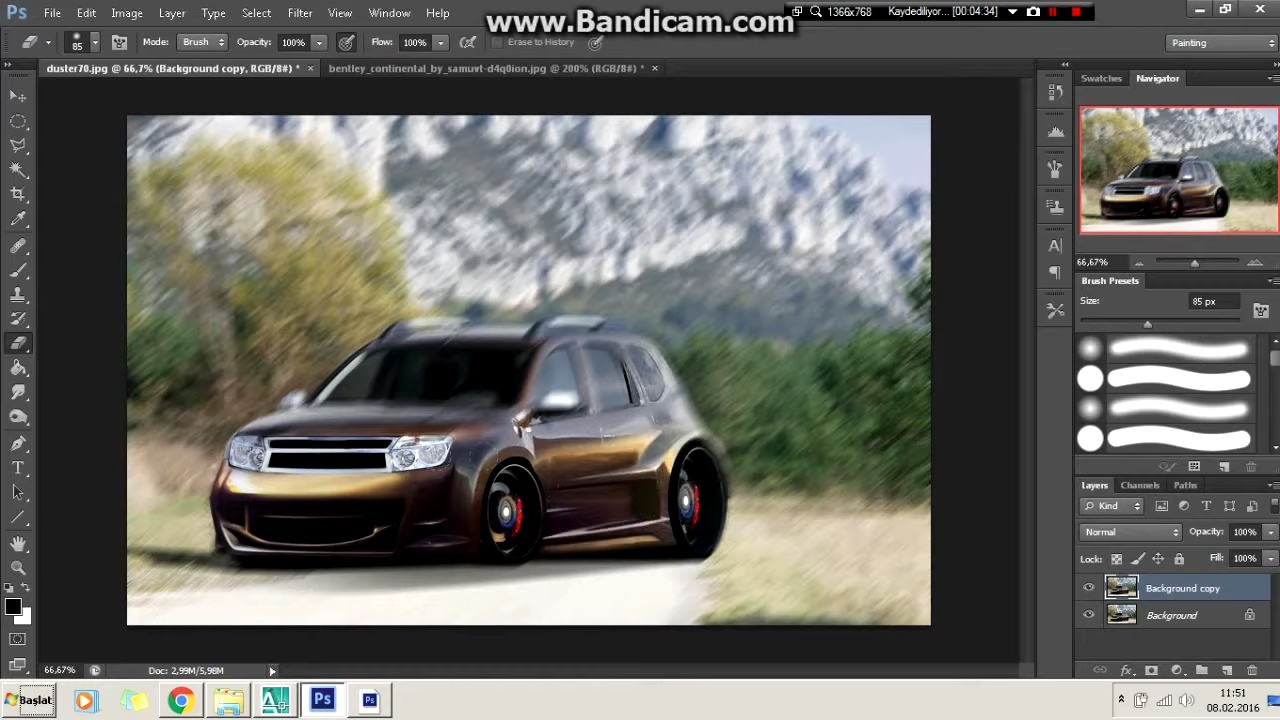 Ps File Edit Image Layer Type Select Filter View Window Help
www.Bandicam.com
1366x768 Kaydediliyor... [00:04:34]
85 Mode: Brush Opacity: 100% Flow: 100% Erase to History
Painting
duster70.jpg @ 66,7% (Background copy, RGB/8#) * ×
bentley_continental_by_samuvt-d4q0ion.jpg @ 200% (RGB/8#) * ×
Swatches Navigator
66,67%
Brush Presets
Size: 85 px
Layers Channels Paths
Kind
Normal Opacity: 100%
Lock: Fill: 100%
Background copy
Background
66,67% Doc: 2,99M/5,98M
Başlat
Ps
Ps
11:51
08.02.2016